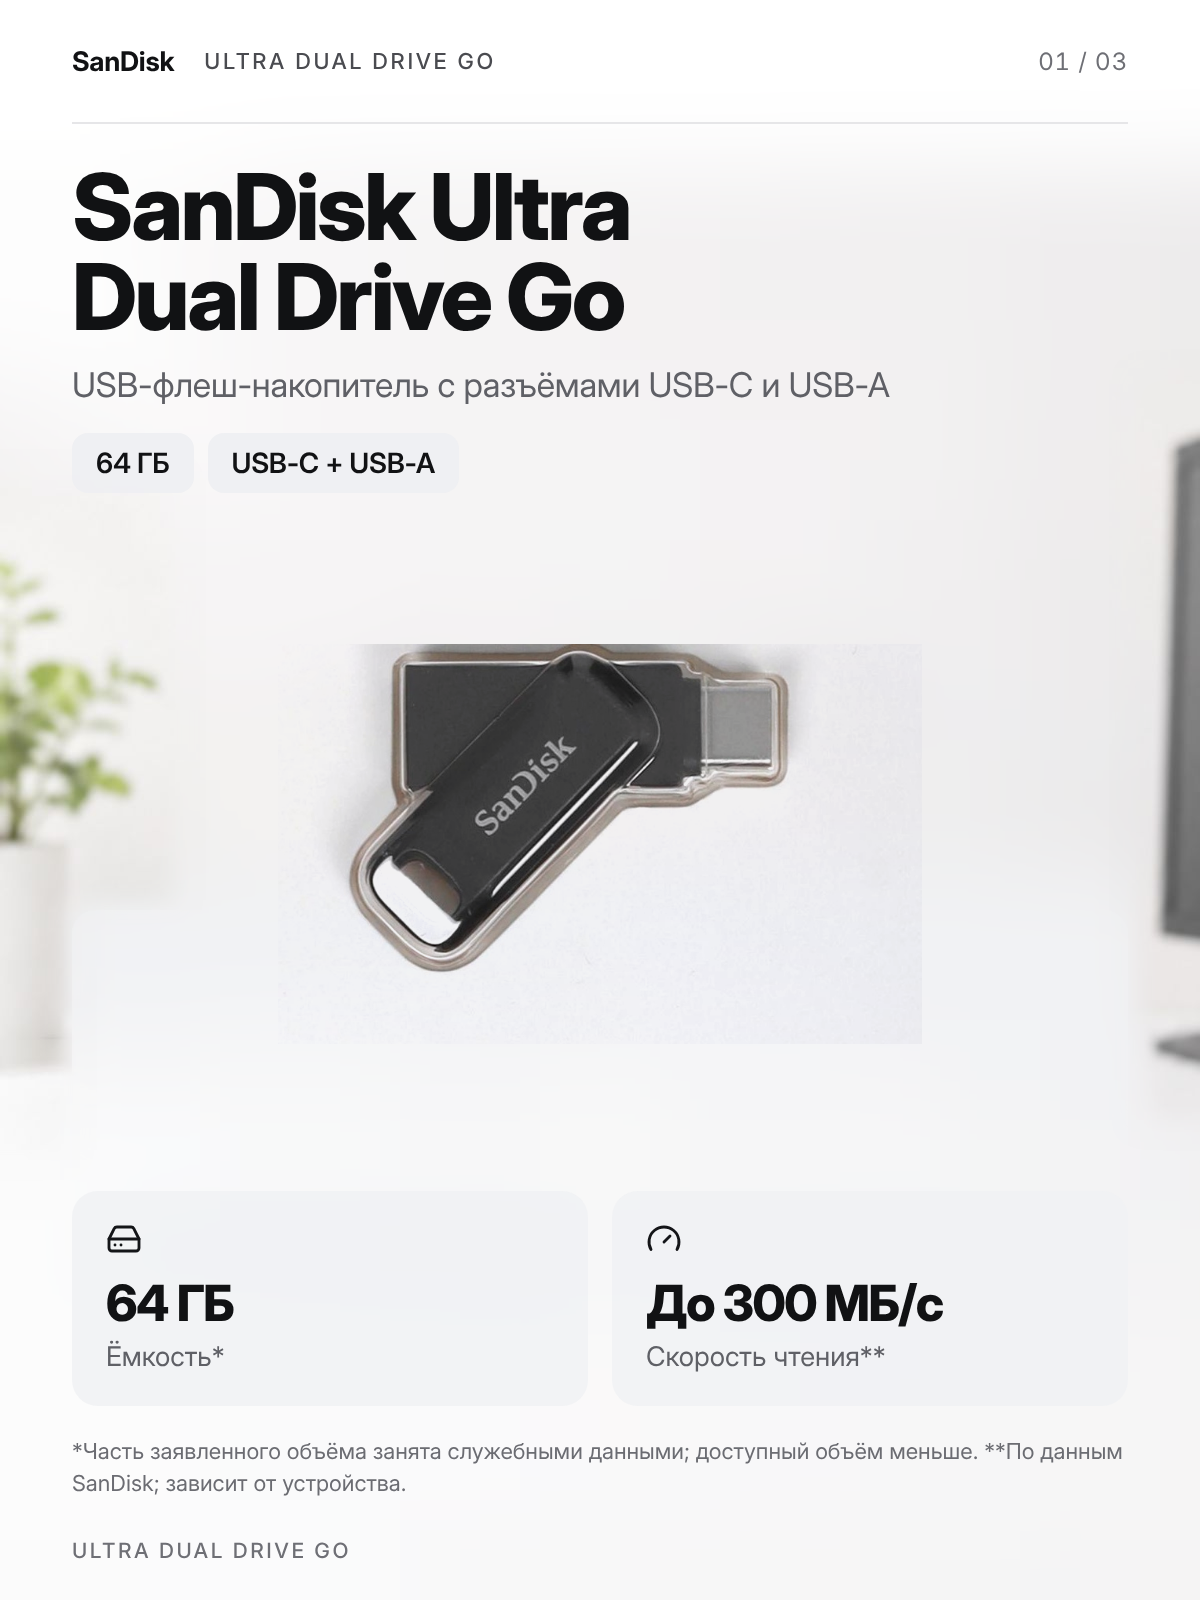 SanDisk ULTRA DUAL DRIVE GO 01 / 03
SanDisk Ultra
Dual Drive Go
USB-флеш-накопитель с разъёмами USB-C и USB-A
64 ГБ USB-C + USB-A
SanDisk
64 ГБ
Ёмкость*
До 300 МБ/с
Скорость чтения**
*Часть заявленного объёма занята служебными данными; доступный объём меньше. **По данным
SanDisk; зависит от устройства.
ULTRA DUAL DRIVE GO